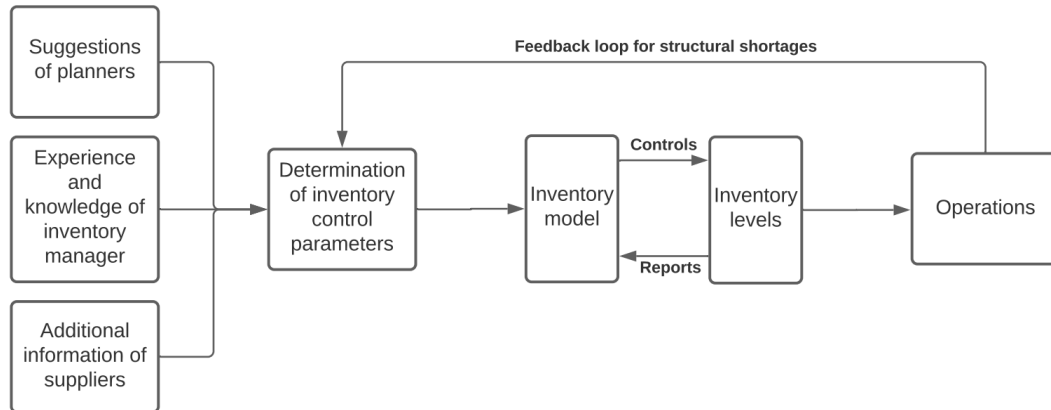 Suggestions
of planners
Experience
and
knowledge of
inventory
manager
Additional
information of
suppliers
Feedback loop for structural shortages
Determination
of inventory
control
parameters
Inventory
model
Controls
Reports
Inventory
levels
Operations